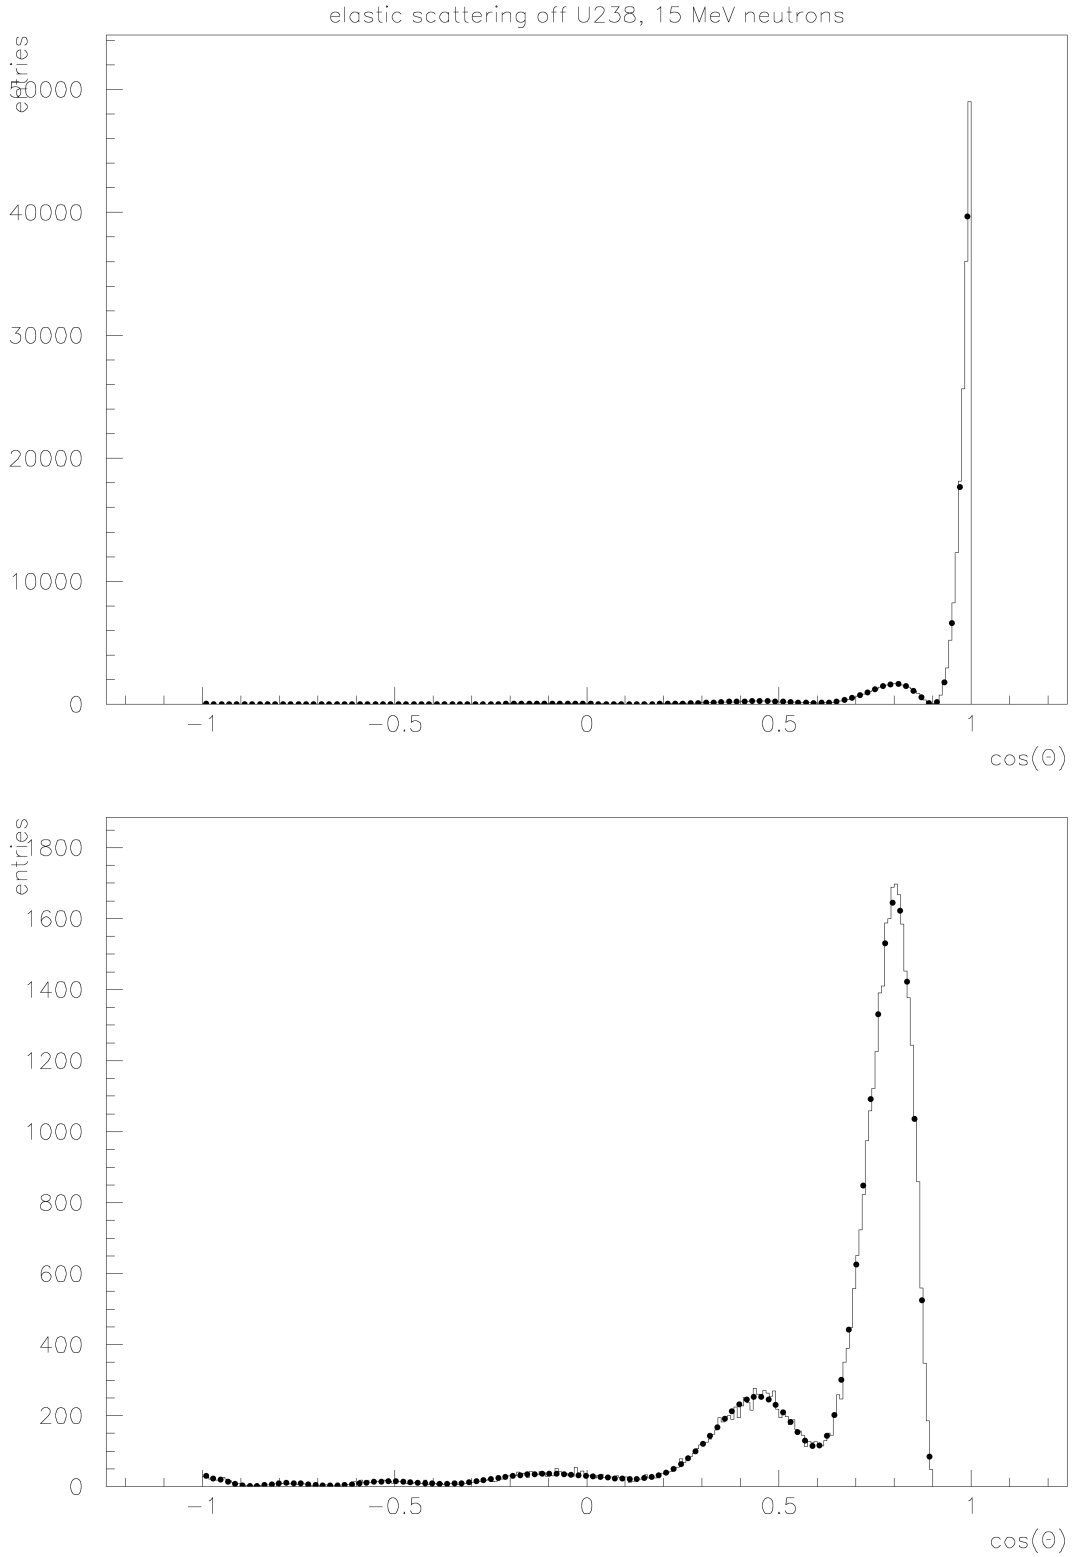 elastic scattering off U238, 15 MeV neutrons
entries
50000
40000
30000
20000
10000
0
−1 −0.5 0 0.5 1
cos(Θ)
entries
1800
1600
1400
1200
1000
800
600
400
200
0
−1 −0.5 0 0.5 1
cos(Θ)